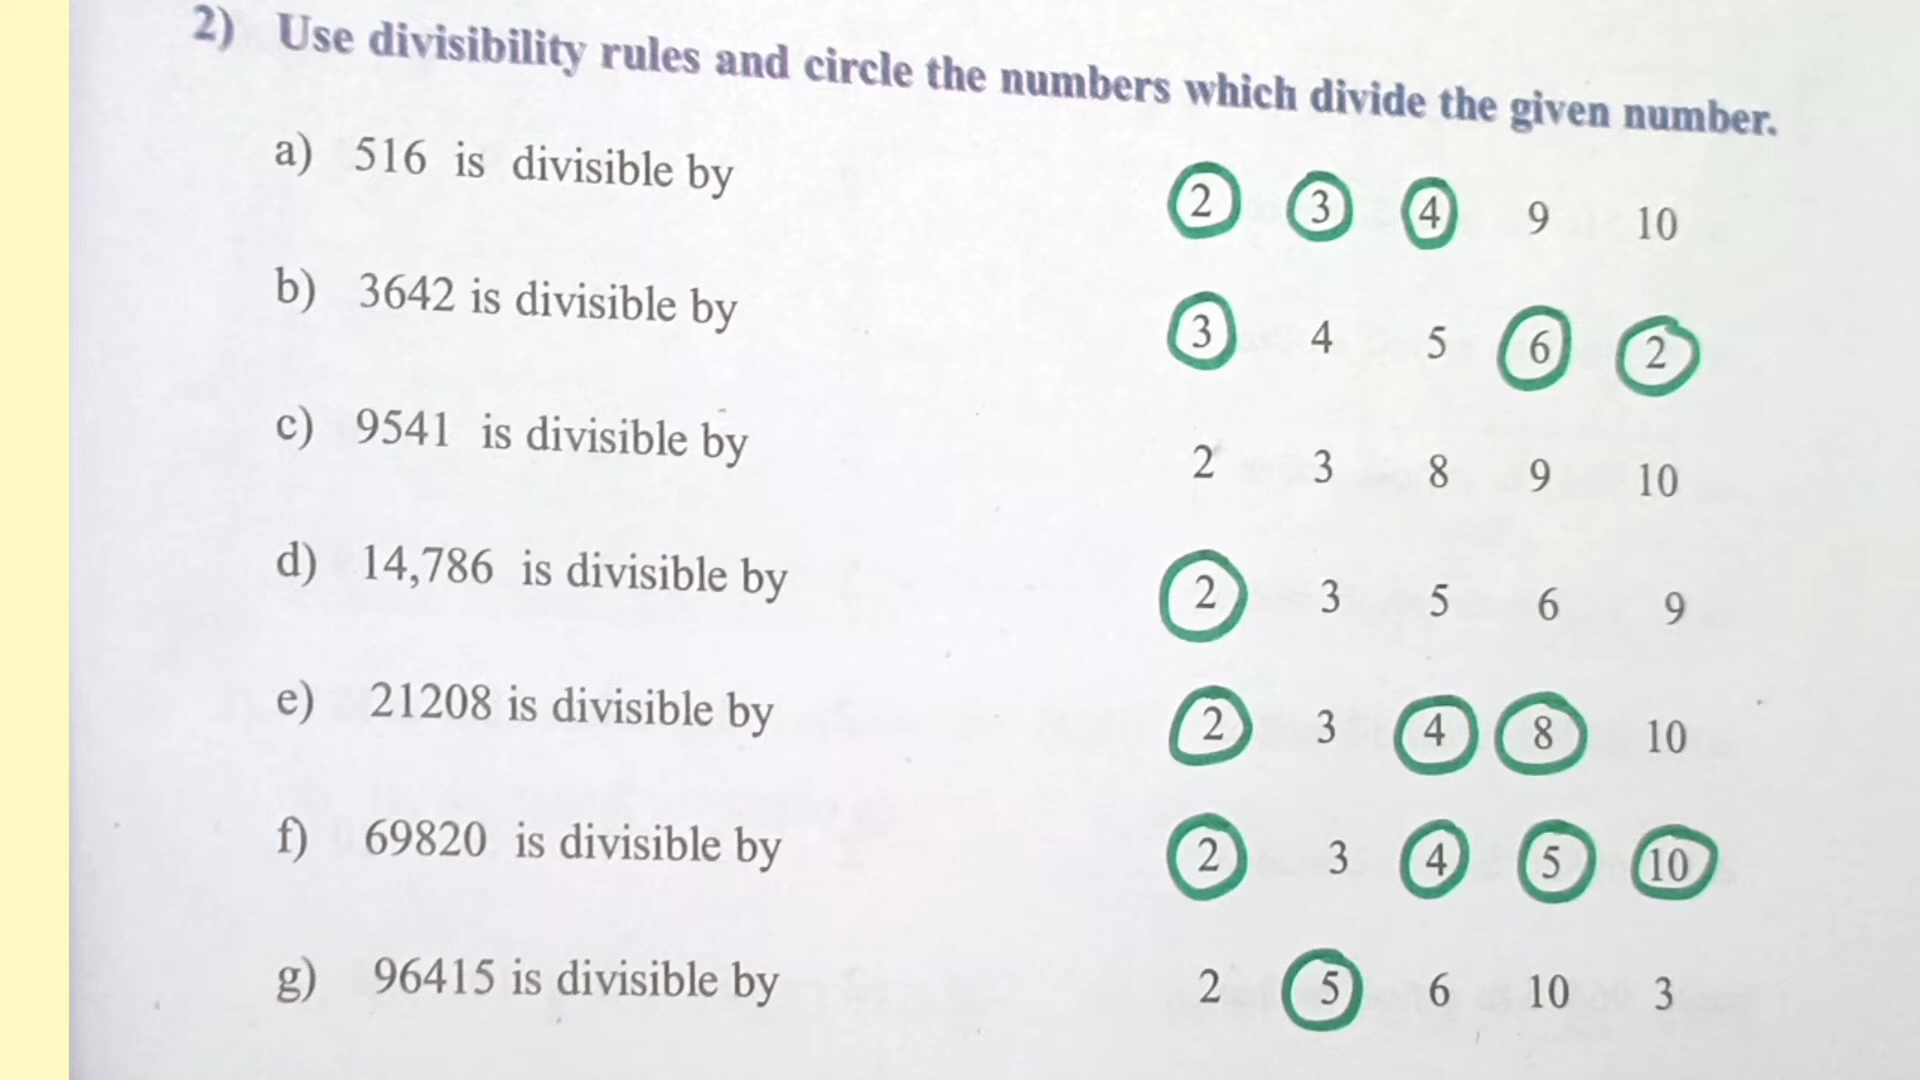 2) Use divisibility rules and circle the numbers which divide the given number.
a) 516 is divisible by 2 3 4 9 10
b) 3642 is divisible by 3 4 5 6 2
c) 9541 is divisible by 2 3 8 9 10
d) 14,786 is divisible by 2 3 5 6 9
e) 21208 is divisible by 2 3 4 8 10
f) 69820 is divisible by 2 3 4 5 10
g) 96415 is divisible by 2 5 6 10 3